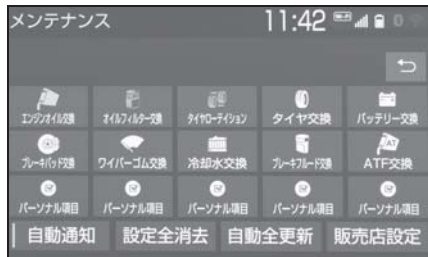 メンテナンス 11:42
エンジンオイル交換 オイルフィルター交換 タイヤローテイション タイヤ交換 バッテリー交換
ブレーキパッド交換 ワイパーゴム交換 冷却水交換 ブレーキフルード交換 AT ATF交換
パーソナル項目 パーソナル項目 パーソナル項目 パーソナル項目 パーソナル項目
自動通知 設定全消去 自動全更新 販売店設定